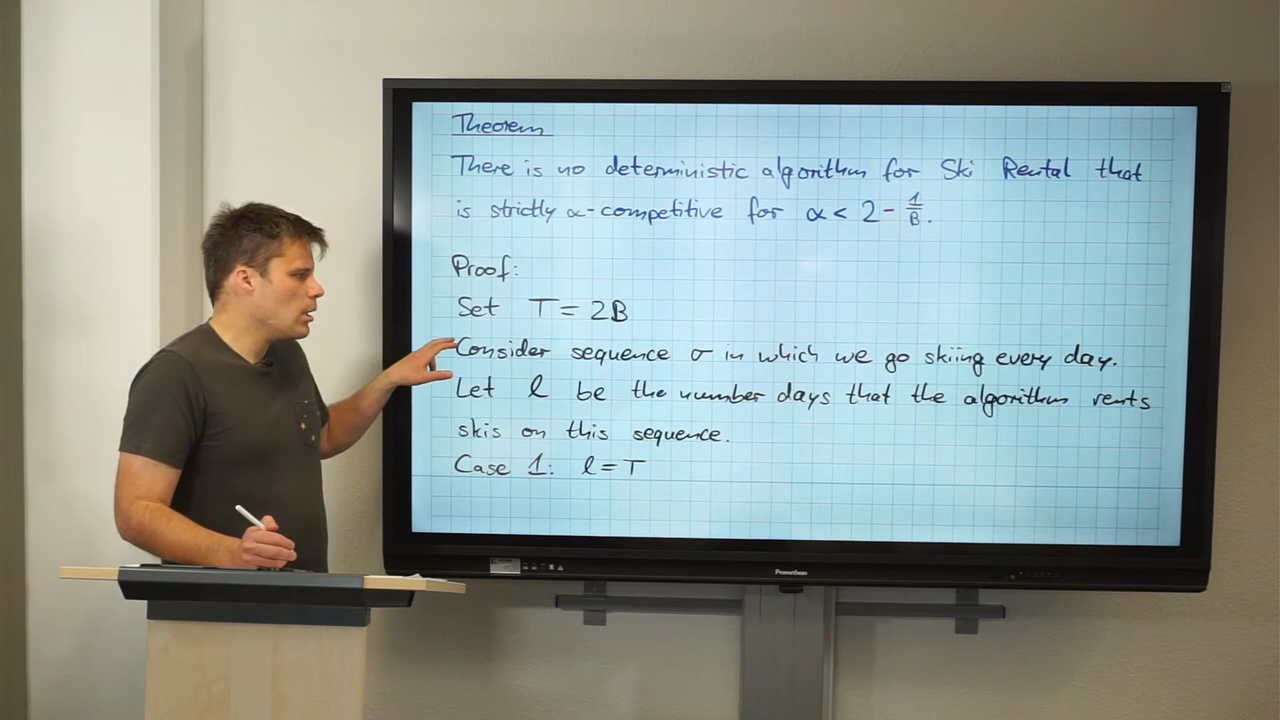 Theorem
There is no deterministic algorithm for Ski Rental that
is strictly α-competitive for α < 2 - 1/B.
Proof:
Set T = 2B
Consider sequence σ in which we go skiing every day.
Let l be the number days that the algorithm rents
skis on this sequence.
Case 1: l = T
Promethean